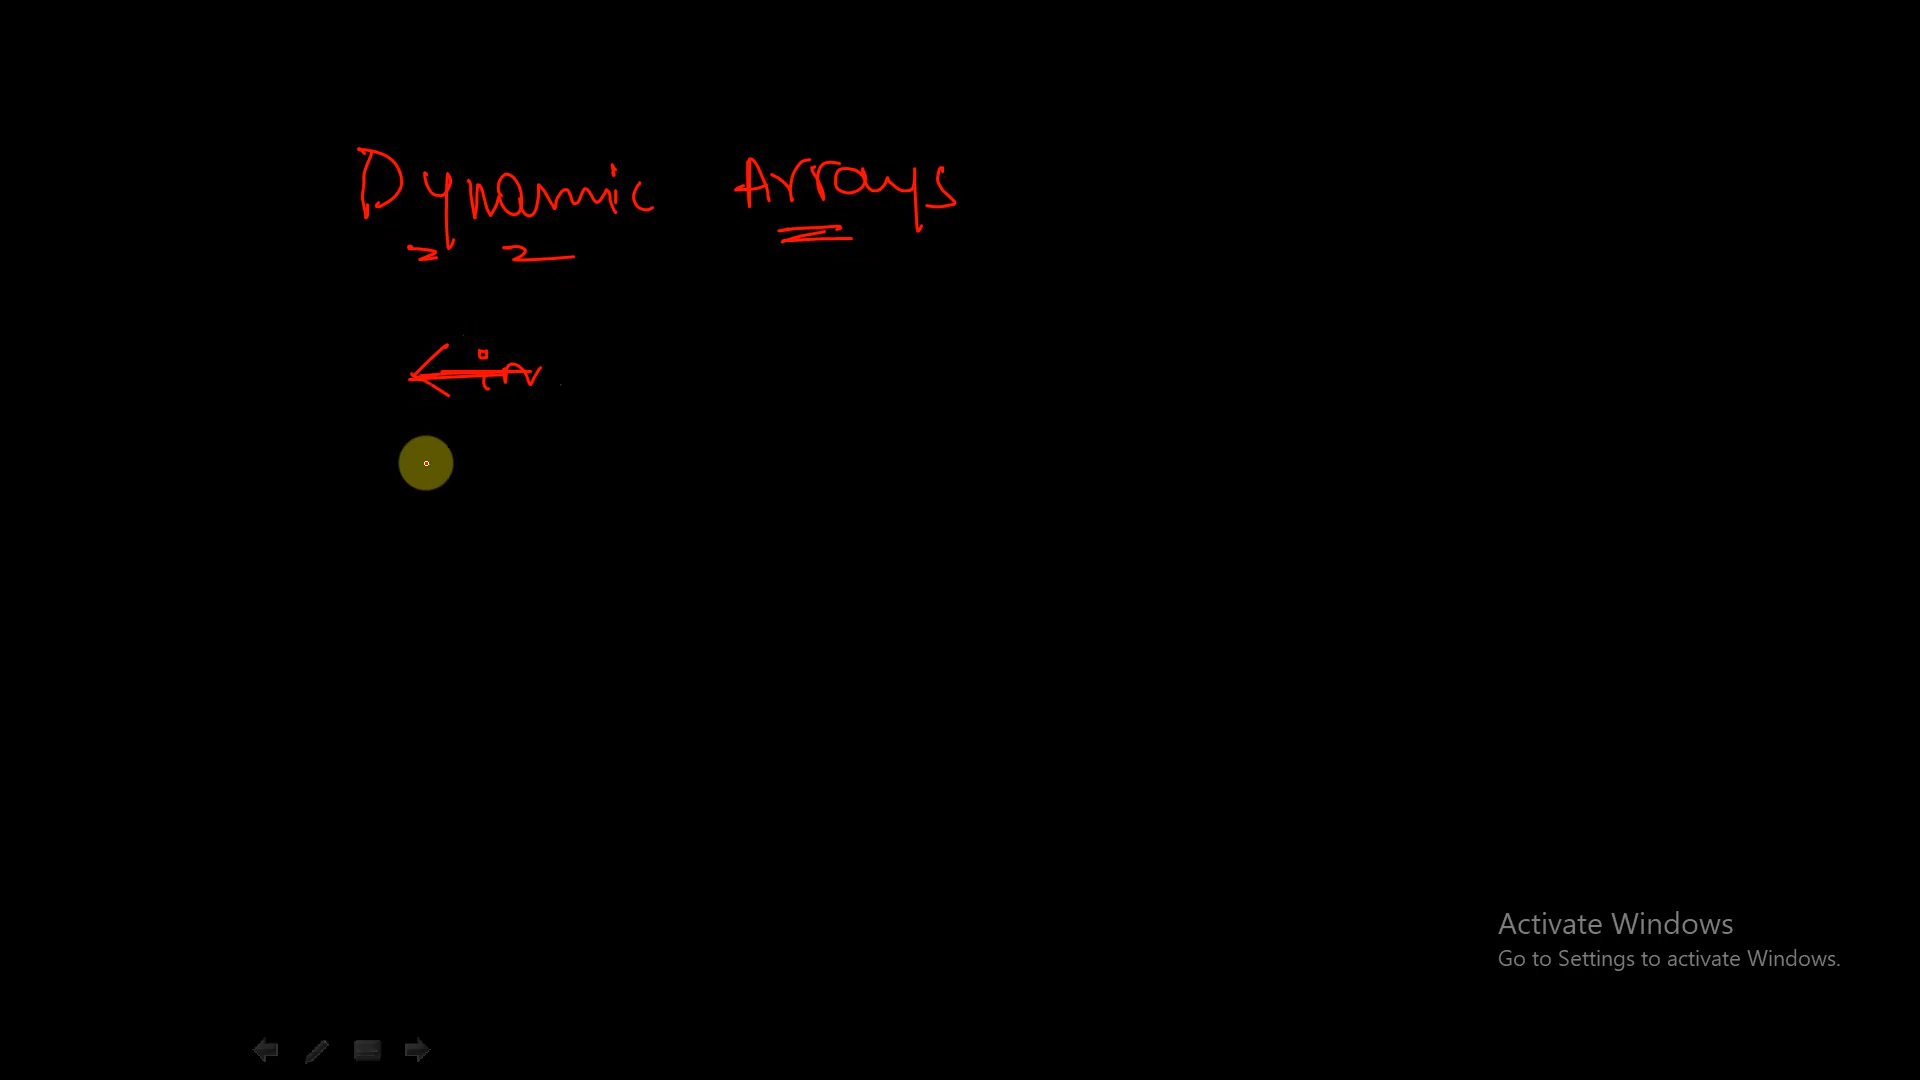 Dynamic Arrays
Activate Windows
Go to Settings to activate Windows.